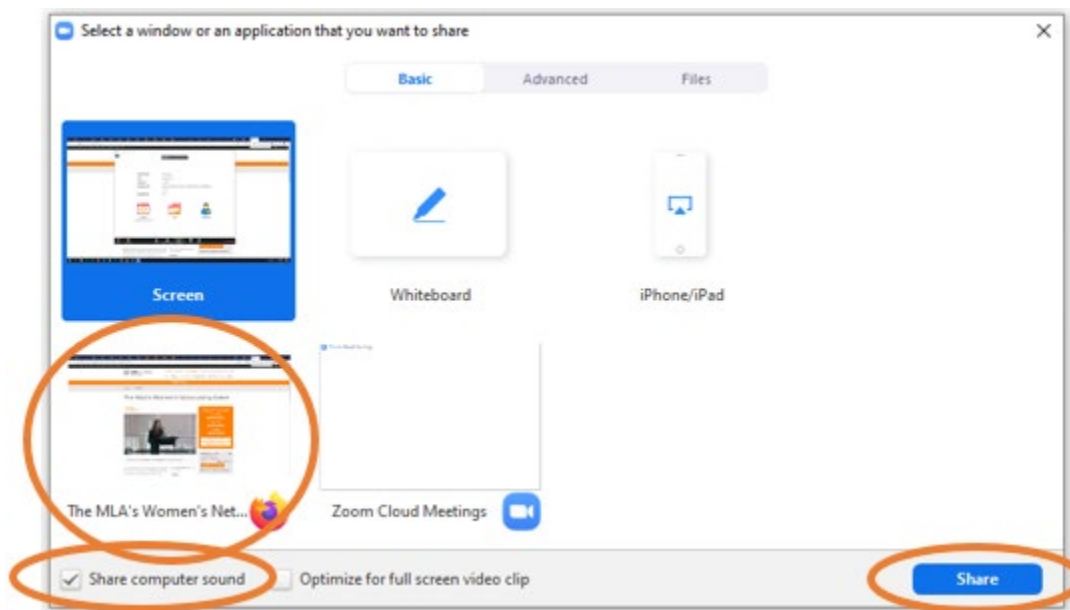 Select a window or an application that you want to share
Basic Advanced Files
Screen Whiteboard iPhone/iPad
The MLA's Women's Net... Zoom Cloud Meetings
Share computer sound Optimize for full screen video clip Share